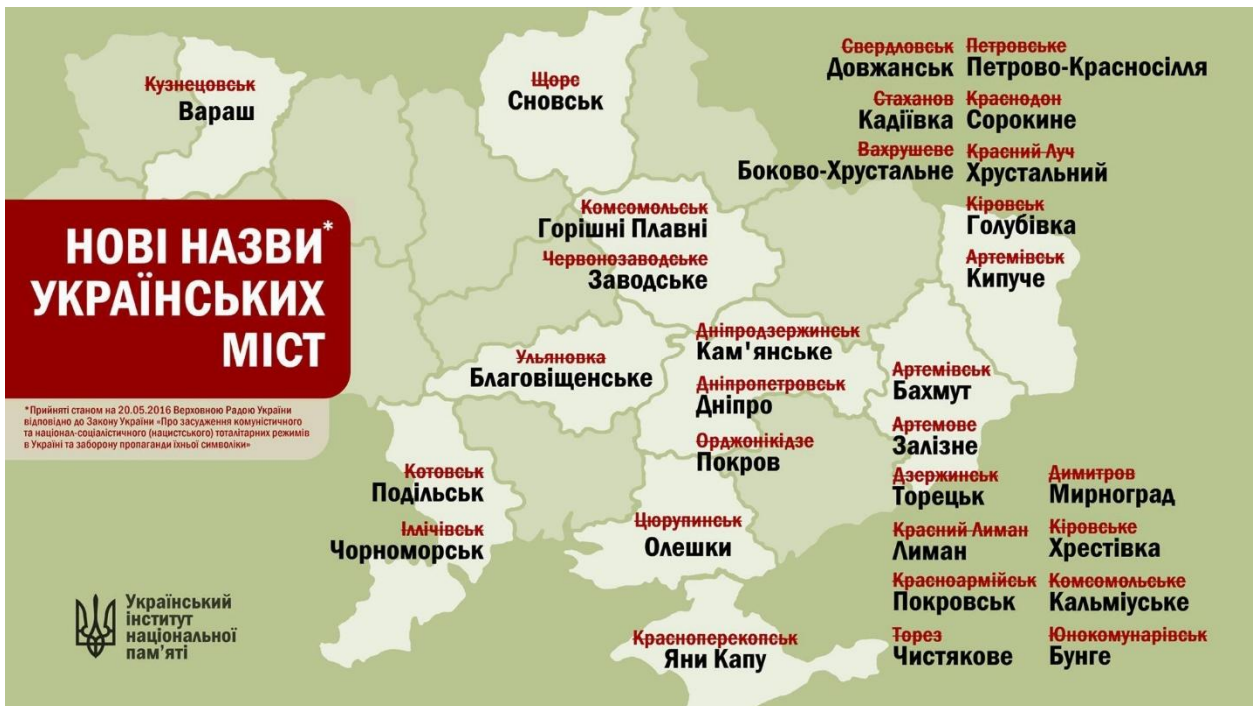 НОВІ НАЗВИ*
УКРАЇНСЬКИХ
МІСТ
*Прийняті станом на 20.05.2016 Верховною Радою України
відповідно до Закону України «Про засудження комуністичного
та націонал-соціалістичного (нацистського) тоталітарних режимів
в Україні та заборону пропаганди їхньої символіки»
Кузнецовськ
Вараш
Щорс
Сновськ
Свердловськ
Довжанськ
Петровське
Петрово-Красносілля
Стаханов
Кадіївка
Краснодон
Сорокине
Вахрушеве
Боково-Хрустальне
Красний Луч
Хрустальний
Кіровськ
Голубівка
Артемівськ
Кипуче
Комсомольськ
Горішні Плавні
Червонозаводське
Заводське
Ульяновка
Благовіщенське
Дніпродзержинськ
Кам'янське
Дніпропетровськ
Дніпро
Орджонікідзе
Покров
Артемівськ
Бахмут
Артемове
Залізне
Дзержинськ
Торецьк
Димитров
Мирноград
Красний Лиман
Лиман
Кіровське
Хрестівка
Красноармійськ
Покровськ
Комсомольське
Кальміуське
Торез
Чистякове
Юнокомунарівськ
Бунге
Котовськ
Подільськ
Іллічівськ
Чорноморськ
Цюрупинськ
Олешки
Красноперекопськ
Яни Капу
Український
інститут
національної
пам'яті